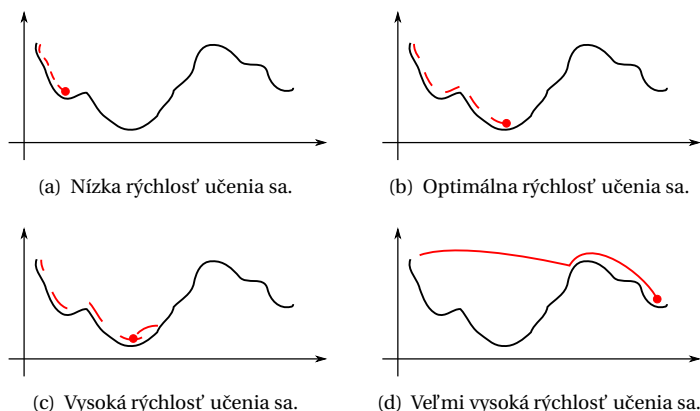 (a) Nízka rýchlosť učenia sa.
(b) Optimálna rýchlosť učenia sa.
(c) Vysoká rýchlosť učenia sa.
(d) Veľmi vysoká rýchlosť učenia sa.